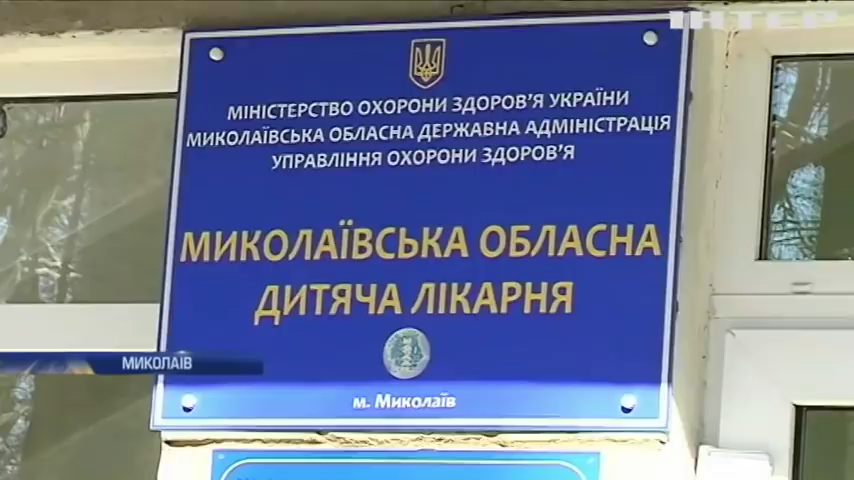 ІНТЕР
МІНІСТЕРСТВО ОХОРОНИ ЗДОРОВ'Я УКРАЇНИ
МИКОЛАЇВСЬКА ОБЛАСНА ДЕРЖАВНА АДМІНІСТРАЦІЯ
УПРАВЛІННЯ ОХОРОНИ ЗДОРОВ'Я
МИКОЛАЇВСЬКА ОБЛАСНА
ДИТЯЧА ЛІКАРНЯ
МИКОЛАЇВ
м. Миколаїв